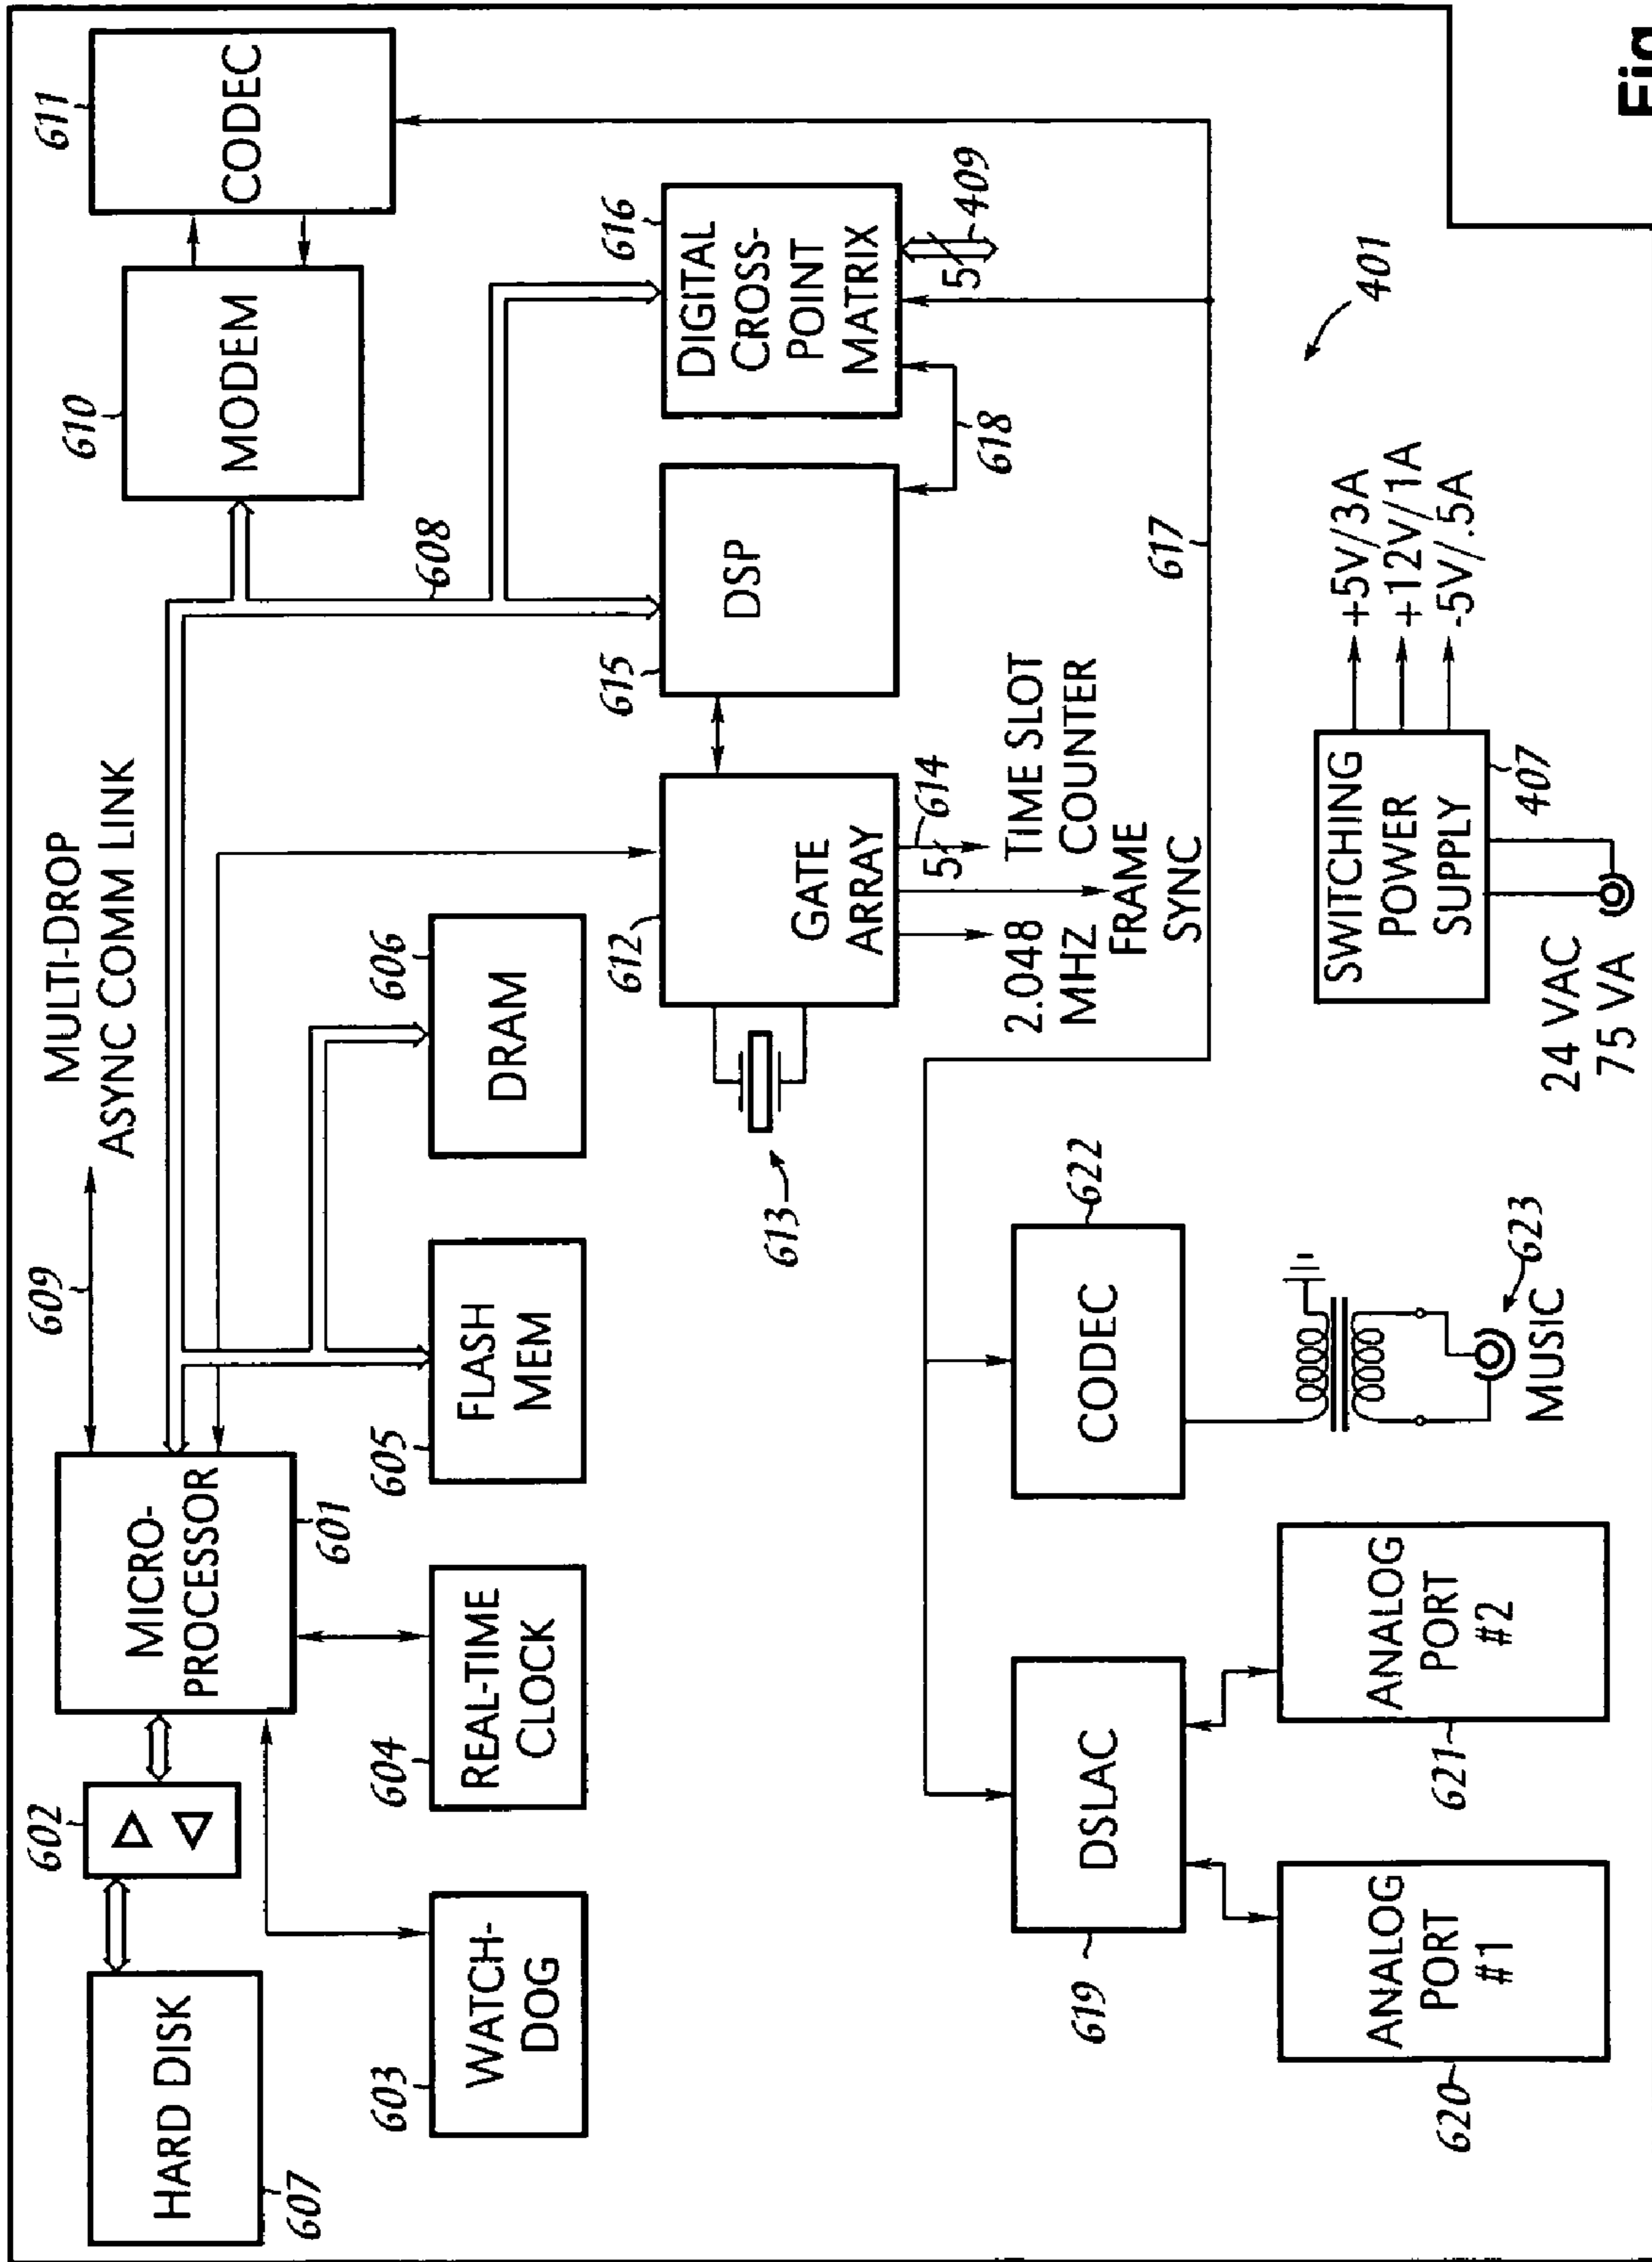 MULTI-DROP
ASYNC COMM LINK
609
611
CODEC
610
MODEM
602
MICRO-
PROCESSOR
601
HARD DISK
607
608
603
WATCH-
DOG
604
REAL-TIME
CLOCK
605
FLASH
MEM
606
DRAM
612
GATE
ARRAY
613
615
DSP
616
DIGITAL
CROSS-
POINT
MATRIX
5
409
618
5
614
2.048
MHZ
TIME SLOT
COUNTER
FRAME
SYNC
617
619
DSLAC
622
CODEC
620
ANALOG
PORT
#1
621
ANALOG
PORT
#2
623
MUSIC
SWITCHING
POWER
SUPPLY
407
24 VAC
75 VA
+5V/3A
+12V/1A
-5V/.5A
401
Fig